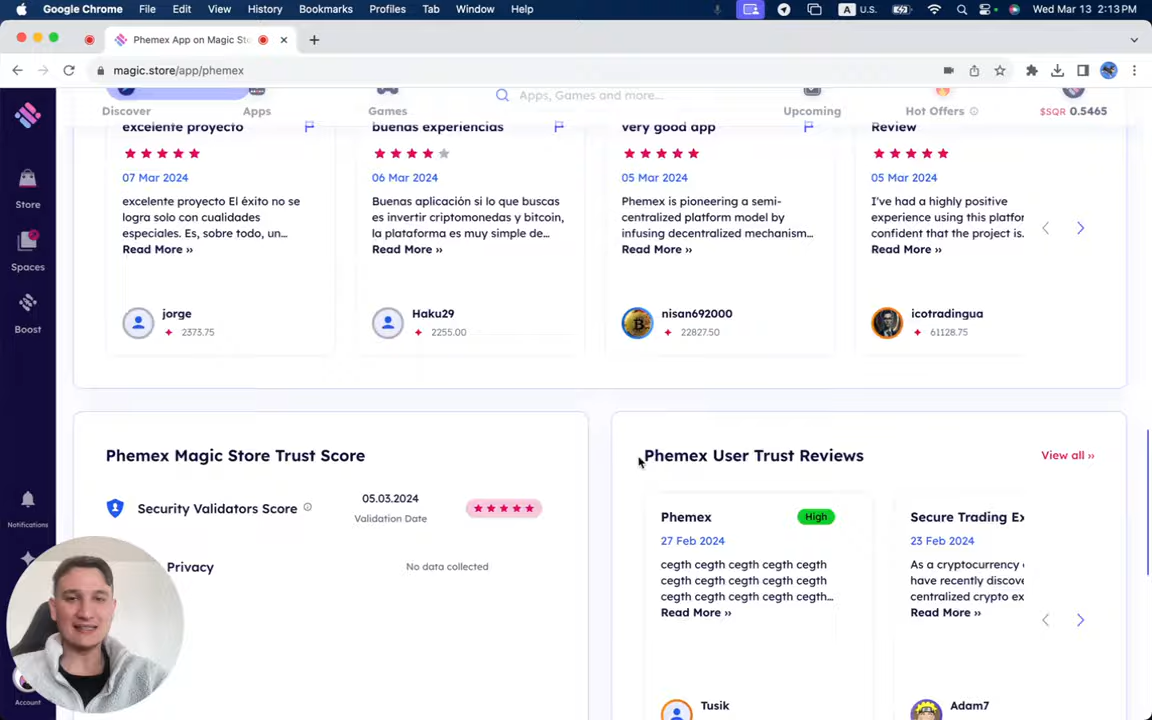 Google Chrome File Edit View History Bookmarks Profiles Tab Window Help A U.S. Wed Mar 13 2:13 PM
Phemex App on Magic Sto
magic.store/app/phemex
Apps, Games and more...
Discover Apps Games Upcoming Hot Offers $SQR 0.5465
Store
Spaces
Boost
Notifications
Account
excelente proyecto
07 Mar 2024
excelente proyecto El éxito no se
logra solo con cualidades
especiales. Es, sobre todo, un...
Read More ››
jorge
2373.75
buenas experiencias
06 Mar 2024
Buenas aplicación si lo que buscas
es invertir criptomonedas y bitcoin,
la plataforma es muy simple de...
Read More ››
Haku29
2255.00
very good app
05 Mar 2024
Phemex is pioneering a semi-
centralized platform model by
infusing decentralized mechanism...
Read More ››
nisan692000
22827.50
Review
05 Mar 2024
I've had a highly positive
experience using this platfor
confident that the project is.
Read More ››
icotradingua
61128.75
Phemex Magic Store Trust Score
Security Validators Score
05.03.2024
Validation Date
Privacy
No data collected
Phemex User Trust Reviews
View all ››
Phemex High
27 Feb 2024
cegth cegth cegth cegth cegth
cegth cegth cegth cegth cegth
cegth cegth cegth cegth cegth...
Read More ››
Tusik
Secure Trading Ex
23 Feb 2024
As a cryptocurrency
have recently discove
centralized crypto ex
Read More ››
Adam7